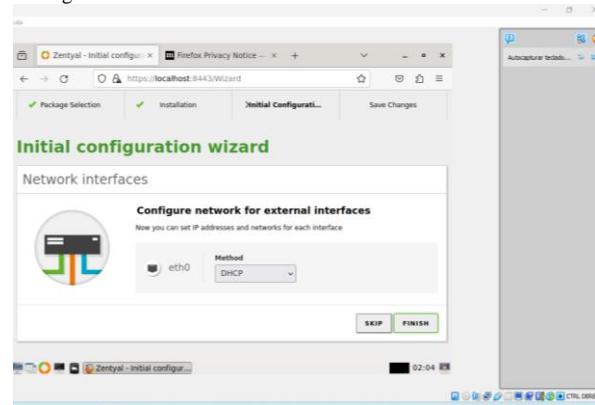 Autocapturar teclado...
Zentyal - Initial configur
Firefox Privacy Notice —
https://localhost:8443/Wizard
Package Selection
Installation
Initial Configurati...
Save Changes
Initial configuration wizard
Network interfaces
Configure network for external interfaces
Now you can set IP addresses and networks for each interface
eth0
Method
DHCP
SKIP
FINISH
Zentyal - Initial configur...
02:04
CTRL DERE